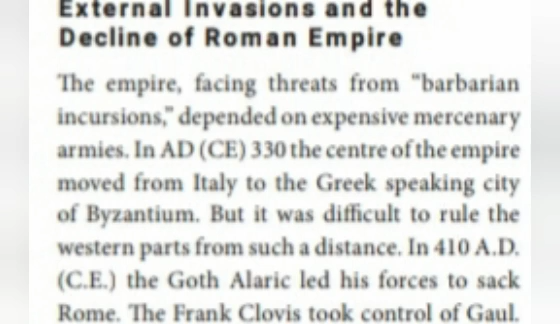 External Invasions and the
Decline of Roman Empire
The empire, facing threats from "barbarian
incursions," depended on expensive mercenary
armies. In AD (CE) 330 the centre of the empire
moved from Italy to the Greek speaking city
of Byzantium. But it was difficult to rule the
western parts from such a distance. In 410 A.D.
(C.E.) the Goth Alaric led his forces to sack
Rome. The Frank Clovis took control of Gaul.